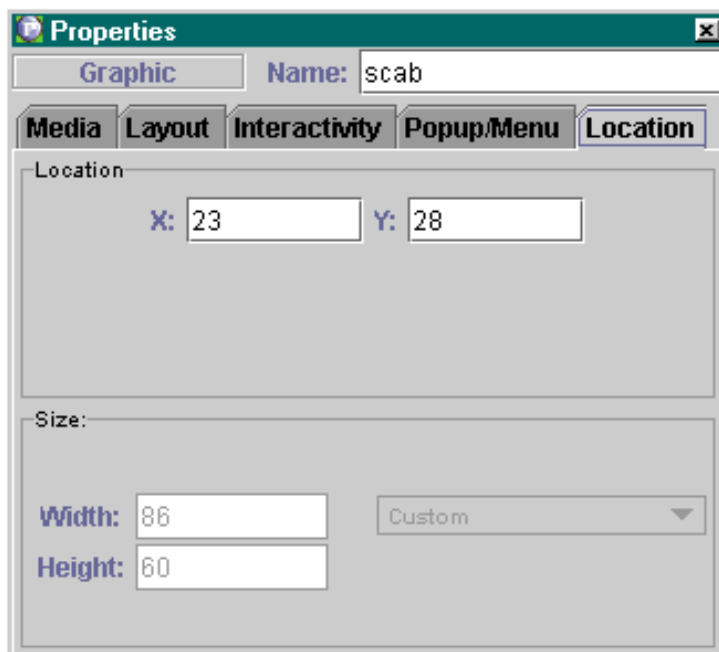 Properties
Graphic Name: scab
Media Layout Interactivity Popup/Menu Location
Location
X: 23 Y: 28
Size:
Width: 86 Custom
Height: 60